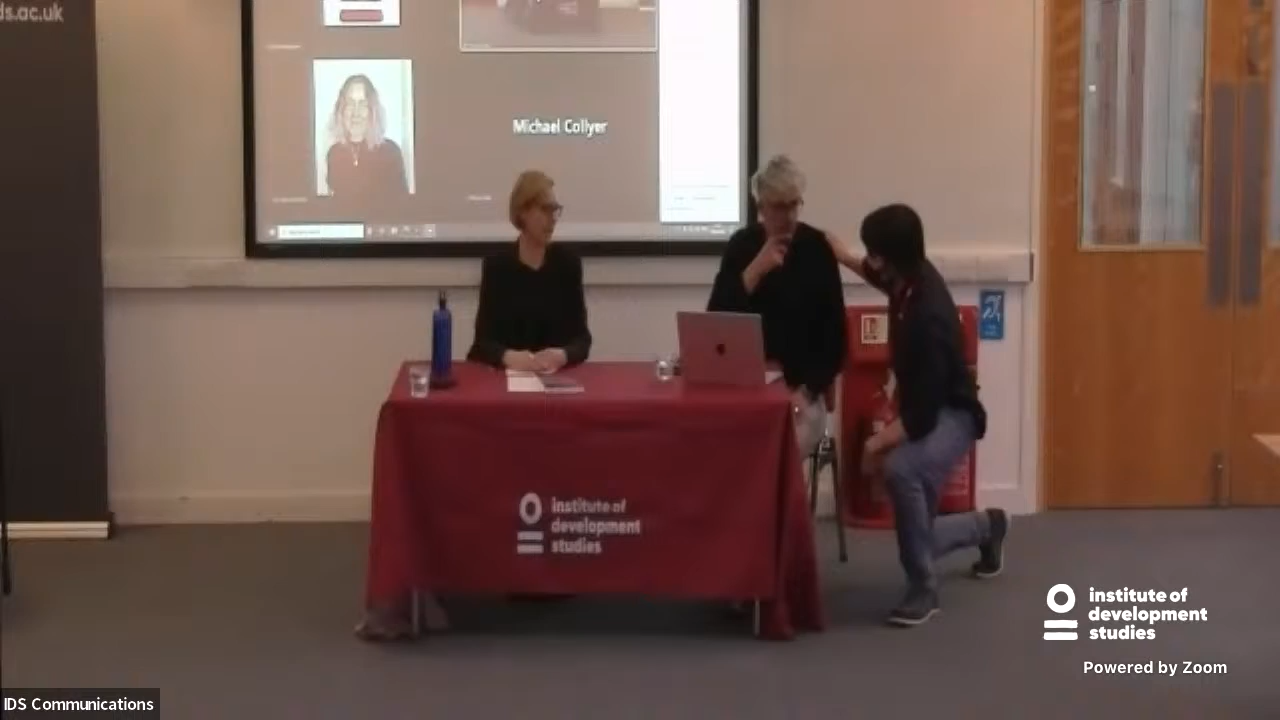 ds.ac.uk
Michael Collyer
institute of
development
studies
institute of
development
studies
Powered by Zoom
IDS Communications